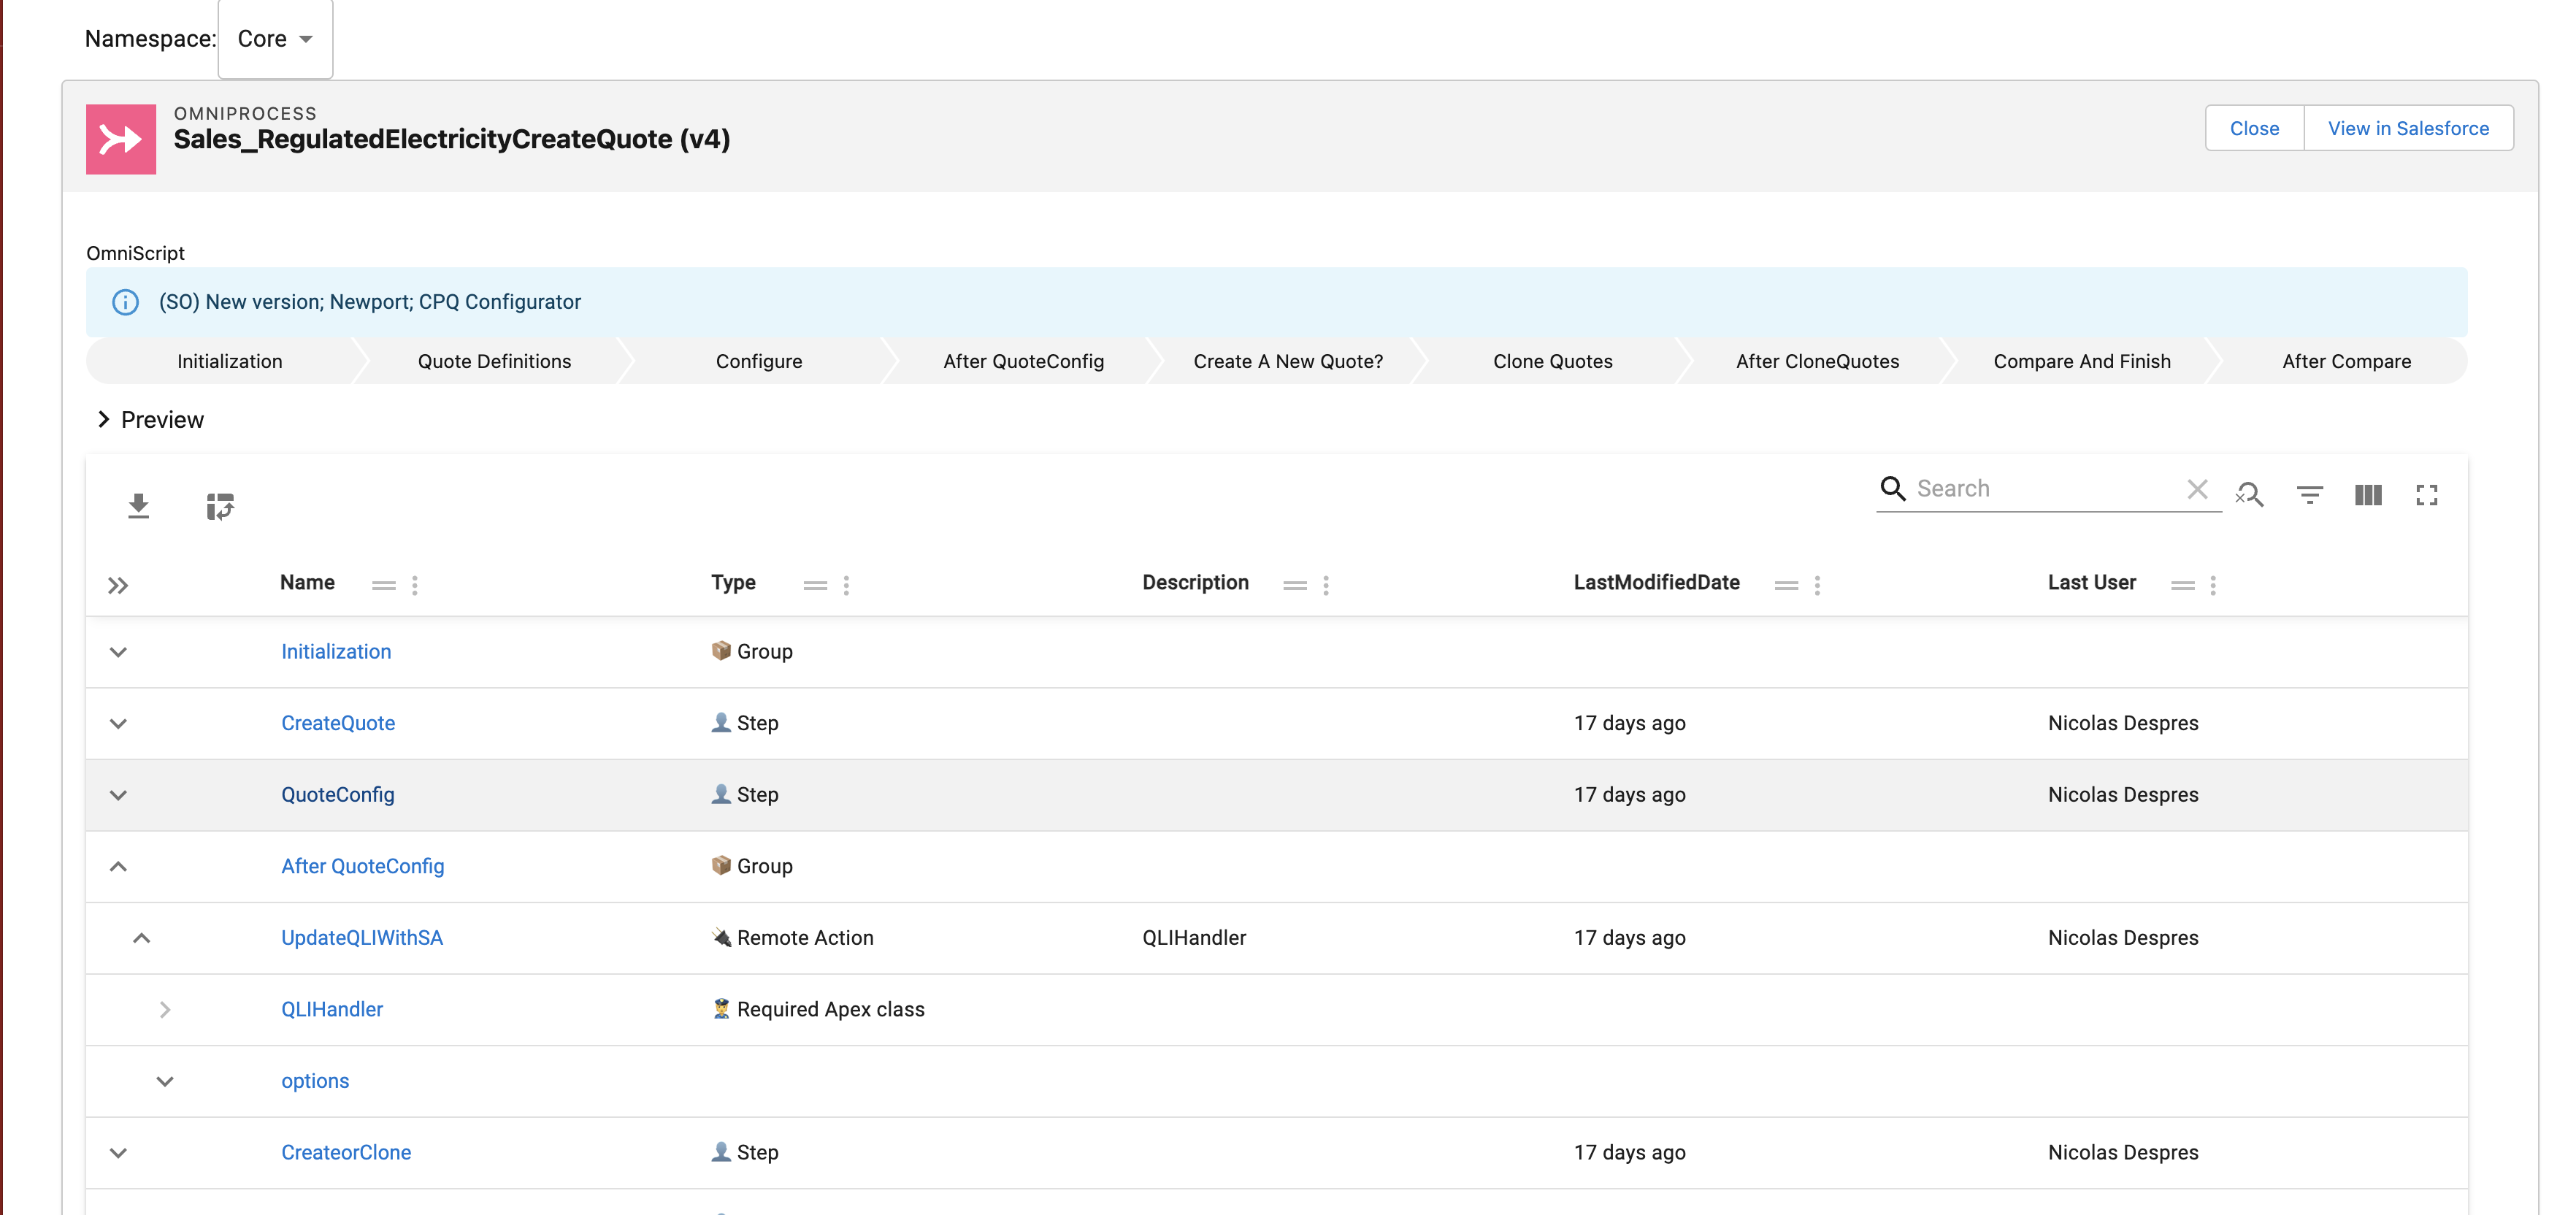 Namespace: Core
OMNIPROCESS
Sales_RegulatedElectricityCreateQuote (v4)
Close
View in Salesforce
OmniScript
(SO) New version; Newport; CPQ Configurator
Initialization
Quote Definitions
Configure
After QuoteConfig
Create A New Quote?
Clone Quotes
After CloneQuotes
Compare And Finish
After Compare
Preview
Search
Name Type Description LastModifiedDate Last User
Initialization Group
CreateQuote Step 17 days ago Nicolas Despres
QuoteConfig Step 17 days ago Nicolas Despres
After QuoteConfig Group
UpdateQLIWithSA Remote Action QLIHandler 17 days ago Nicolas Despres
QLIHandler Required Apex class
options
CreateorClone Step 17 days ago Nicolas Despres